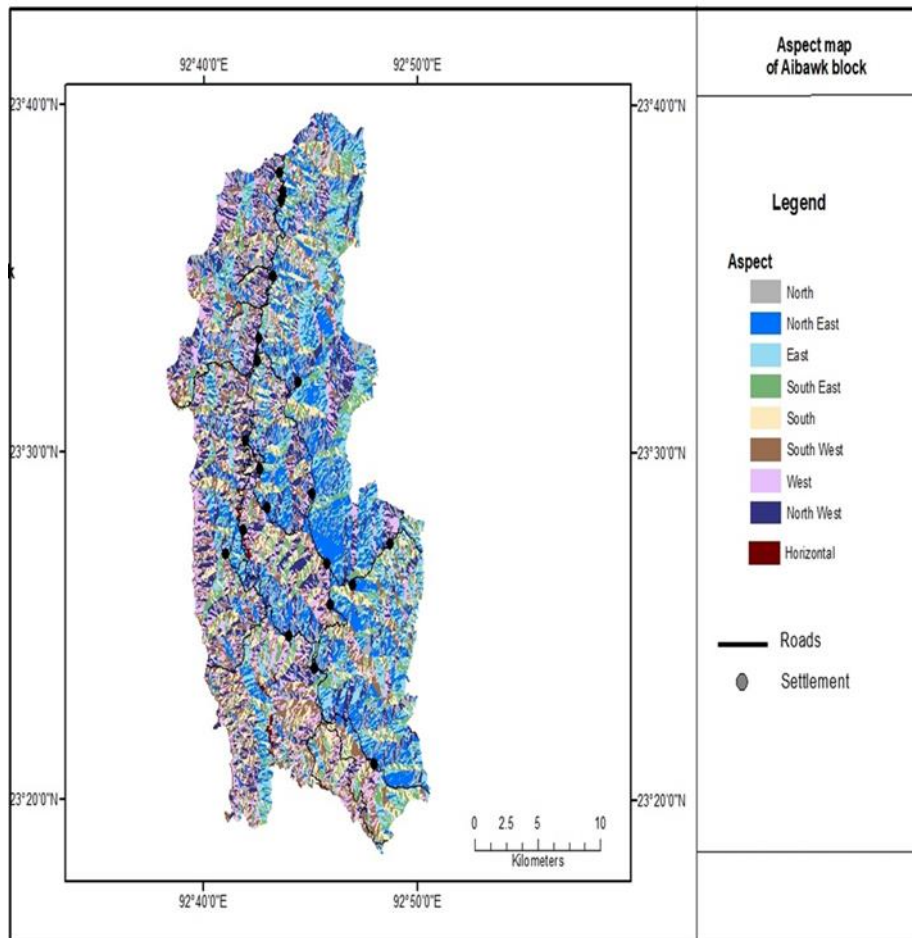 Aspect map
of Aibawk block
92°40'0"E
92°50'0"E
23°40'0"N
23°40'0"N
k
23°30'0"N
23°30'0"N
23°20'0"N
23°20'0"N
0 2.5 5 10
Kilometers
92°40'0"E
92°50'0"E
Legend
Aspect
North
North East
East
South East
South
South West
West
North West
Horizontal
Roads
Settlement